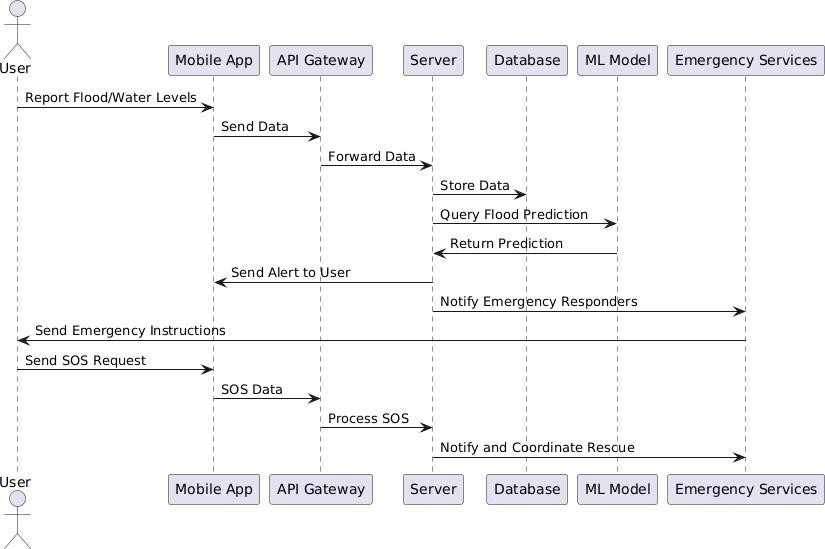 User
Mobile App
API Gateway
Server
Database
ML Model
Emergency Services
Report Flood/Water Levels
Send Data
Forward Data
Store Data
Query Flood Prediction
Return Prediction
Send Alert to User
Notify Emergency Responders
Send Emergency Instructions
Send SOS Request
SOS Data
Process SOS
Notify and Coordinate Rescue
User
Mobile App
API Gateway
Server
Database
ML Model
Emergency Services